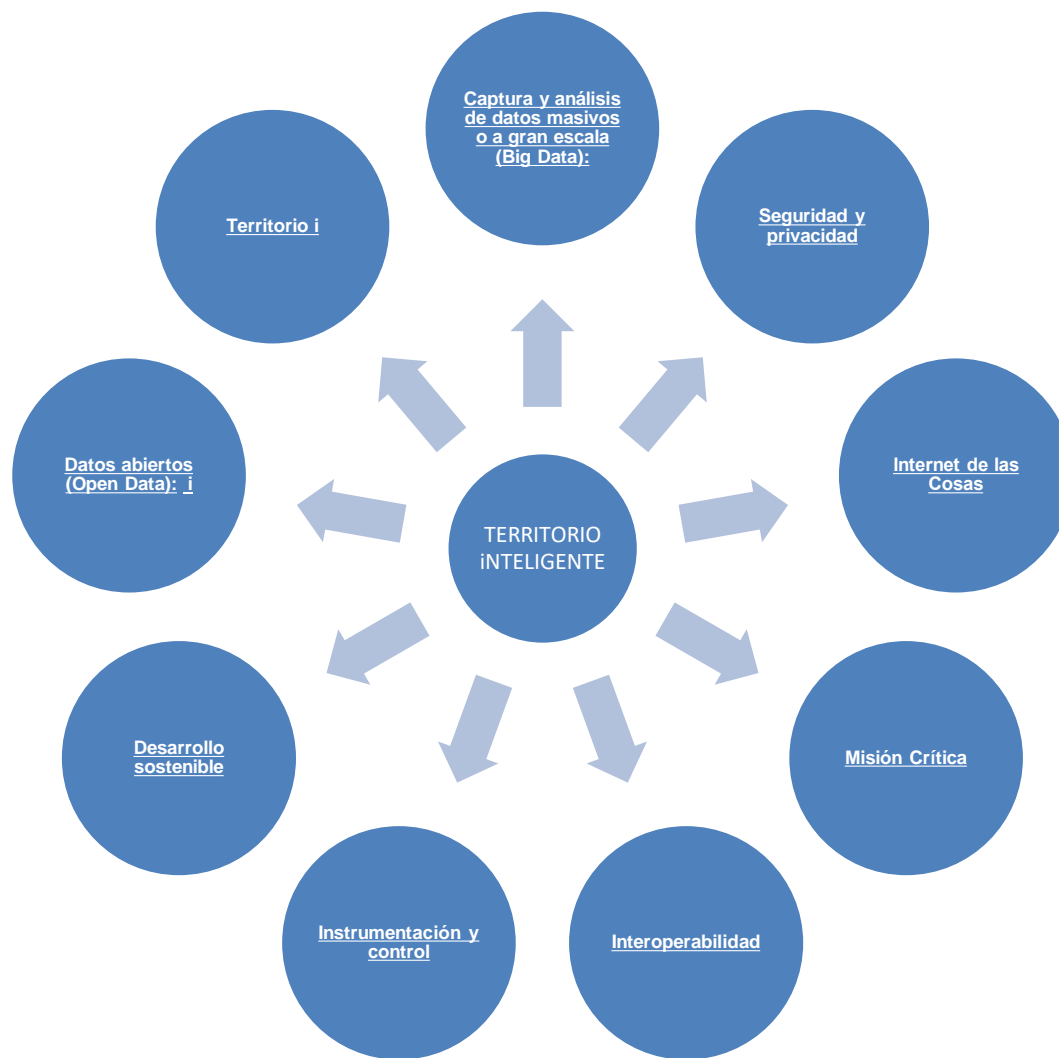 Captura y análisis
de datos masivos
o a gran escala
(Big Data):
Seguridad y
privacidad
Internet de las
Cosas
Misión Crítica
Interoperabilidad
Instrumentación y
control
Desarrollo
sostenible
Datos abiertos
(Open Data): i
Territorio i
TERRITORIO
iNTELIGENTE